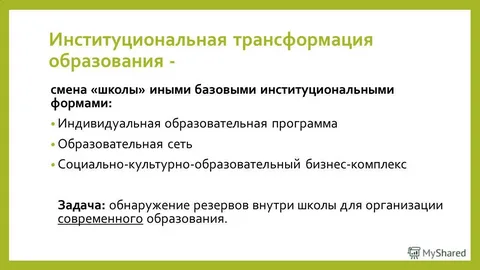 Институциональная трансформация
образования -
смена «школы» иными базовыми институциональными
формами:
• Индивидуальная образовательная программа
• Образовательная сеть
• Социально-культурно-образовательный бизнес-комплекс
Задача: обнаружение резервов внутри школы для организации
современного образования.
MyShared